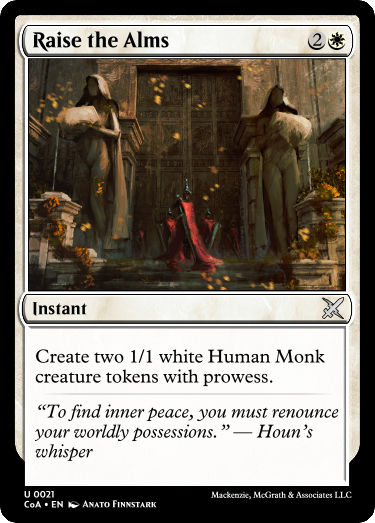 Raise the Alms 2
Instant
Create two 1/1 white Human Monk
creature tokens with prowess.
“To find inner peace, you must renounce
your worldly possessions.” — Houn's
whisper
U 0021
CoA • EN Anato Finnstark
Mackenzie, McGrath & Associates LLC